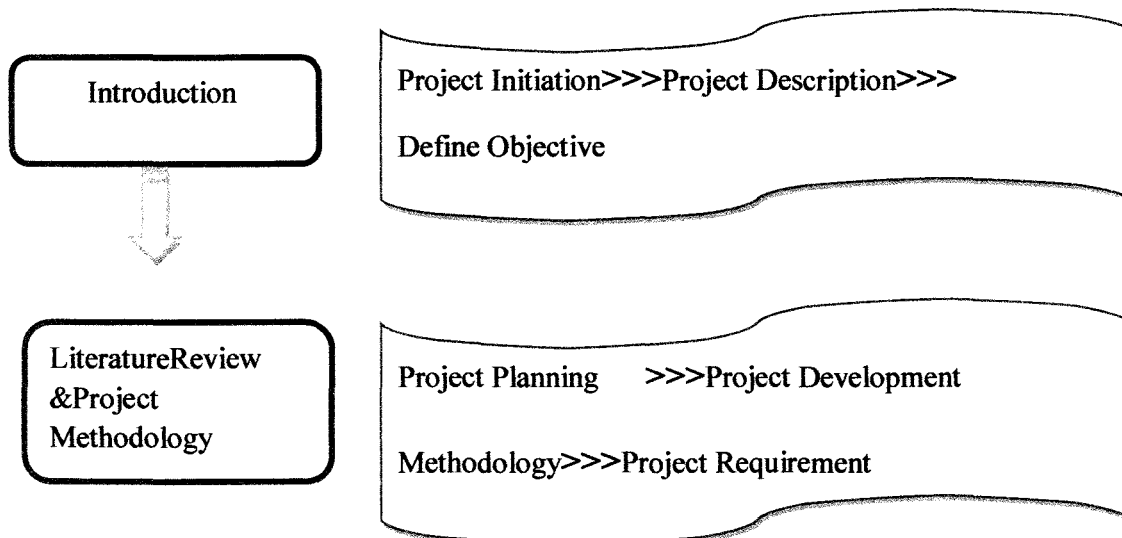 Introduction
Project Initiation>>>Project Description>>>
Define Objective
LiteratureReview
&Project
Methodology
Project Planning >>>Project Development
Methodology>>>Project Requirement